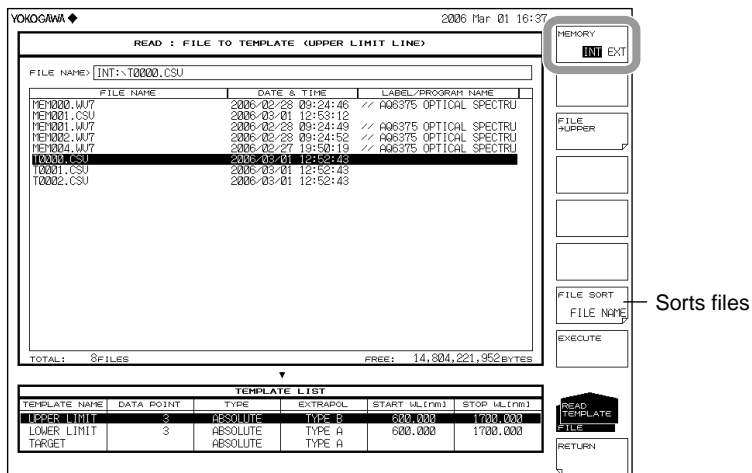 YOKOGAWA ◆ 2006 Mar 01 16:37
READ : FILE TO TEMPLATE (UPPER LIMIT LINE)
FILE NAME> INT:\T0000.CSV
FILE NAME DATE & TIME LABEL/PROGRAM NAME
MEM000.WV7 2006/02/28 09:24:46 // AQ6375 OPTICAL SPECTRU
MEM001.CSV 2006/03/01 12:53:12
MEM001.WV7 2006/02/28 09:24:49 // AQ6375 OPTICAL SPECTRU
MEM002.WV7 2006/02/28 09:24:52 // AQ6375 OPTICAL SPECTRU
MEM004.WV7 2006/02/27 19:50:19 // AQ6375 OPTICAL SPECTRU
T0000.CSV 2006/03/01 12:52:43
T0001.CSV 2006/03/01 12:52:43
T0002.CSV 2006/03/01 12:52:43
TOTAL: 8FILES FREE: 14,804,221,952BYTES
▼
TEMPLATE LIST
TEMPLATE NAME DATA POINT TYPE EXTRAPOL START WL[nm] STOP WL[nm]
UPPER LIMIT 3 ABSOLUTE TYPE B 600.000 1700.000
LOWER LIMIT 3 ABSOLUTE TYPE A 600.000 1700.000
TARGET ABSOLUTE TYPE A
MEMORY
INT EXT
FILE
→UPPER
FILE SORT
FILE NAME
Sorts files
EXECUTE
READ
TEMPLATE
FILE
RETURN